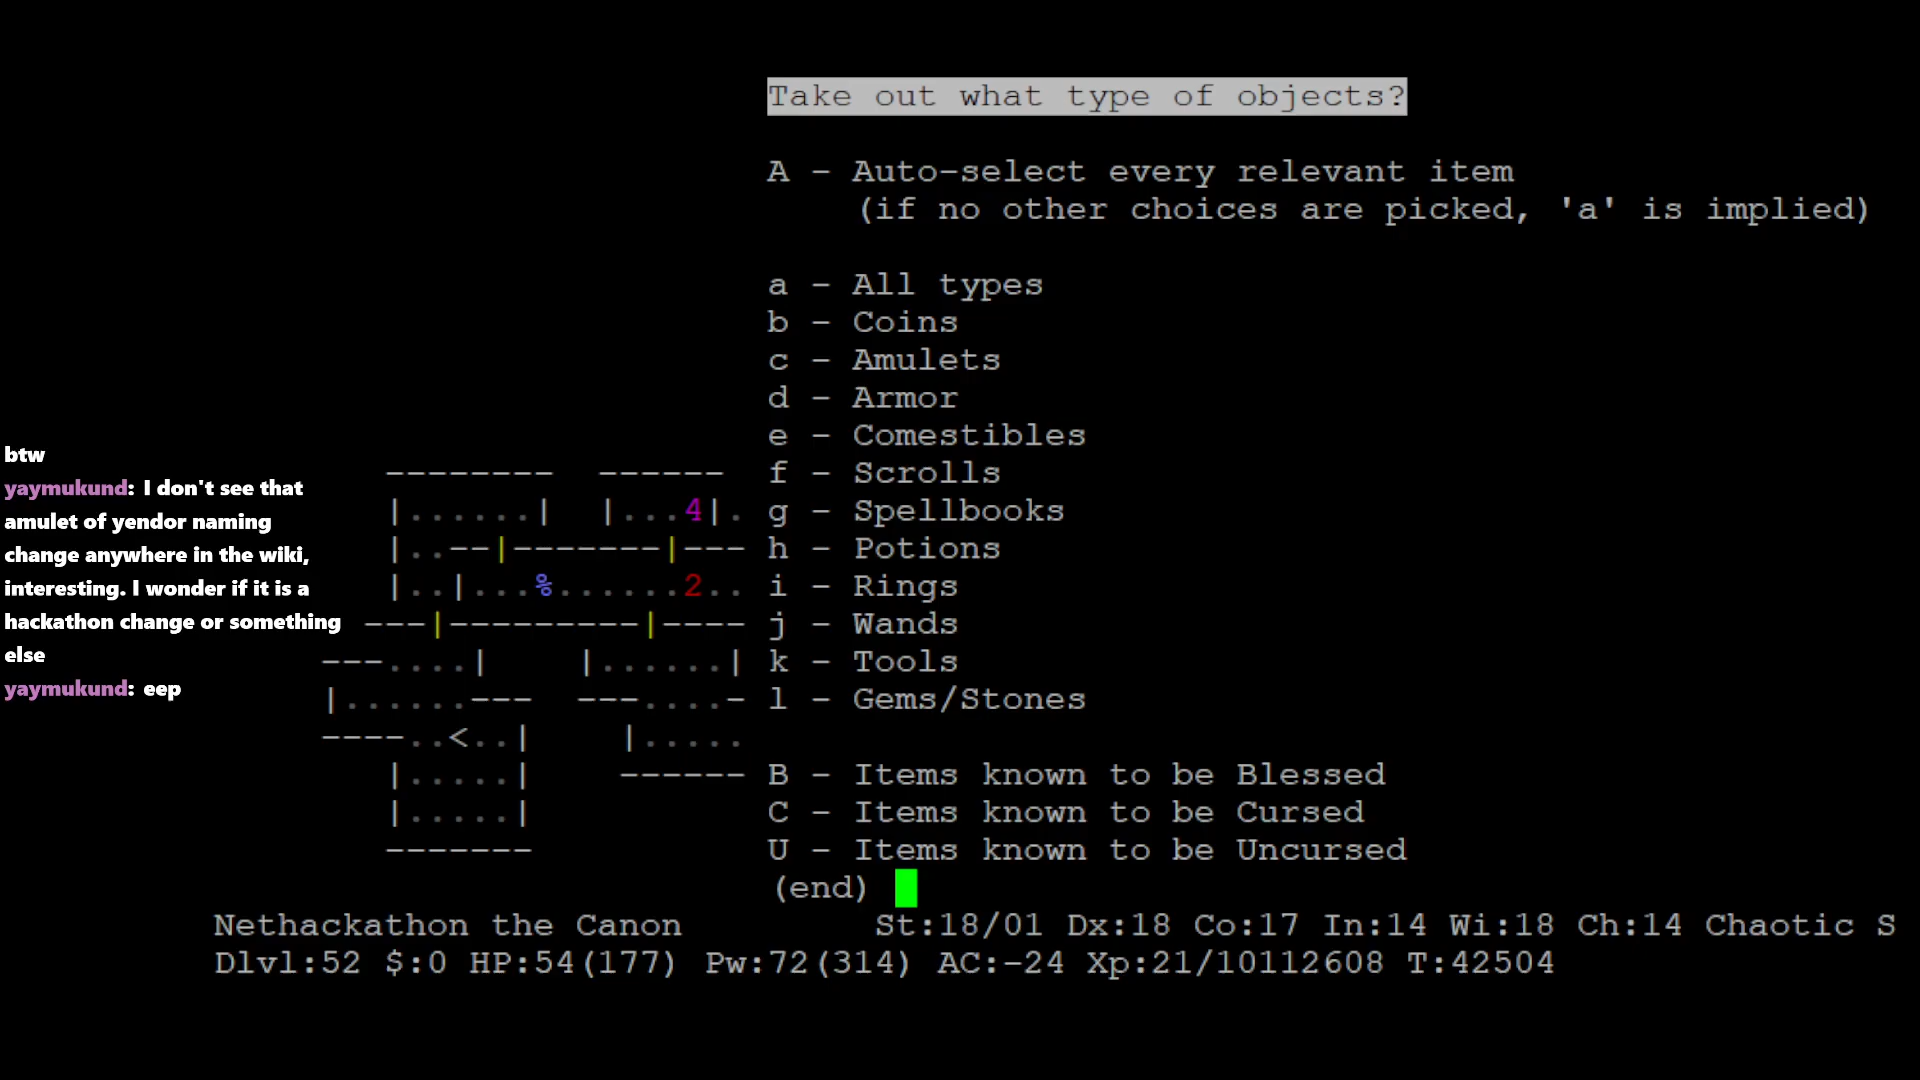 Take out what type of objects?
A - Auto-select every relevant item
(if no other choices are picked, 'a' is implied)
a - All types
b - Coins
c - Amulets
d - Armor
e - Comestibles
f - Scrolls
g - Spellbooks
h - Potions
i - Rings
j - Wands
k - Tools
l - Gems/Stones
B - Items known to be Blessed
C - Items known to be Cursed
U - Items known to be Uncursed
(end)
btw
yaymukund: I don't see that
amulet of yendor naming
change anywhere in the wiki,
interesting. I wonder if it is a
hackathon change or something
else
yaymukund: eep
-------- ------
|......| |...4|.
|..--|-------|---
|..|...%......2..
---|---------|----
---....| |......|
|......--- ---....-
----..<..| |.....
|.....| ------
|.....|
-------
Nethackathon the Canon St:18/01 Dx:18 Co:17 In:14 Wi:18 Ch:14 Chaotic S
Dlvl:52 $:0 HP:54(177) Pw:72(314) AC:-24 Xp:21/10112608 T:42504